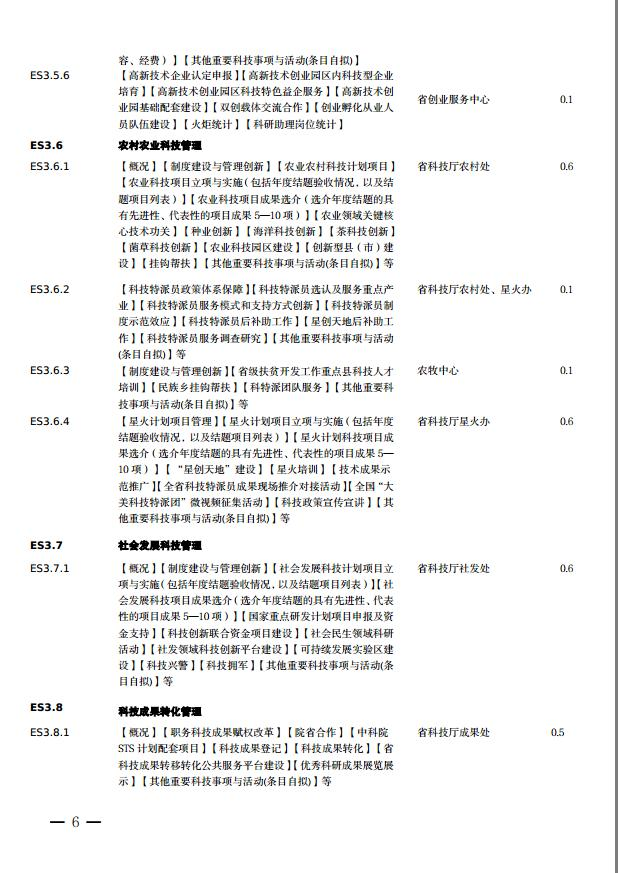 容、经费）】【其他重要科技事项与活动(条目自拟)】
ES3.5.6 【高新技术企业认定申报】【高新技术创业园区内科技型企业
培育】【高新技术创业园区科技特色益企服务】【高新技术创
业园基础配套建设】【双创载体交流合作】【创业孵化从业人
员队伍建设】【火炬统计】【科研助理岗位统计】 省创业服务中心 0.1
ES3.6 农村农业科技管理
ES3.6.1 【概况】【制度建设与管理创新】【农业农村科技计划项目】 省科技厅农村处 0.6
【农业科技项目立项与实施（包括年度结题验收情况，以及结
题项目列表）】【农业科技项目成果选介（选介年度结题的具
有先进性、代表性的项目成果 5—10 项）】【农业领域关键核
心技术功关】【种业创新】【海洋科技创新】【茶科技创新】
【菌草科技创新】【农业科技园区建设】【创新型县（市）建
设】【挂钩帮扶】【其他重要科技事项与活动(条目自拟)】等
ES3.6.2 【科技特派员政策体系保障】【科技特派员选认及服务重点产 省科技厅农村处、星火办 0.1
业】【科技特派员服务模式和支持方式创新】【科技特派员制
度示范效应】【科技特派员后补助工作】【星创天地后补助工
作】【科技特派员服务调查研究】【其他重要科技事项与活动
(条目自拟)】等
ES3.6.3 【制度建设与管理创新】【省级扶贫开发工作重点县科技人才 农牧中心 0.1
培训】【民族乡挂钩帮扶】【科特派团队服务】【其他重要科
技事项与活动(条目自拟)】等
ES3.6.4 【星火计划项目管理】【星火计划项目立项与实施（包括年度 省科技厅星火办 0.6
结题验收情况，以及结题项目列表）】【星火计划科技项目成
果选介（选介年度结题的具有先进性、代表性的项目成果 5—
10 项）】【 “星创天地”建设】【星火培训】【技术成果示
范推广】【全省科技特派员成果现场推介对接活动】【全国“大
美科技特派团”微视频征集活动】【科技政策宣传宣讲】【其
他重要科技事项与活动(条目自拟)】等
ES3.7 社会发展科技管理
ES3.7.1 【概况】【制度建设与管理创新】【社会发展科技计划项目立 省科技厅社发处 0.6
项与实施（包括年度结题验收情况，以及结题项目列表）】【社
会发展科技项目成果选介（选介年度结题的具有先进性、代表
性的项目成果 5—10 项）】【国家重点研发计划项目申报及资
金支持】【科技创新联合资金项目建设】【社会民生领域科研
活动】【社发领域科技创新平台建设】【可持续发展实验区建
设】【科技兴警】【科技拥军】【其他重要科技事项与活动(条
目自拟)】等
ES3.8 科技成果转化管理
ES3.8.1 【概况】【职务科技成果赋权改革】【院省合作】【中科院 省科技厅成果处 0.5
STS 计划配套项目】【科技成果登记】【科技成果转化】【省
科技成果转移转化公共服务平台建设】【优秀科研成果展览展
示】【其他重要科技事项与活动(条目自拟)】等
— 6 —